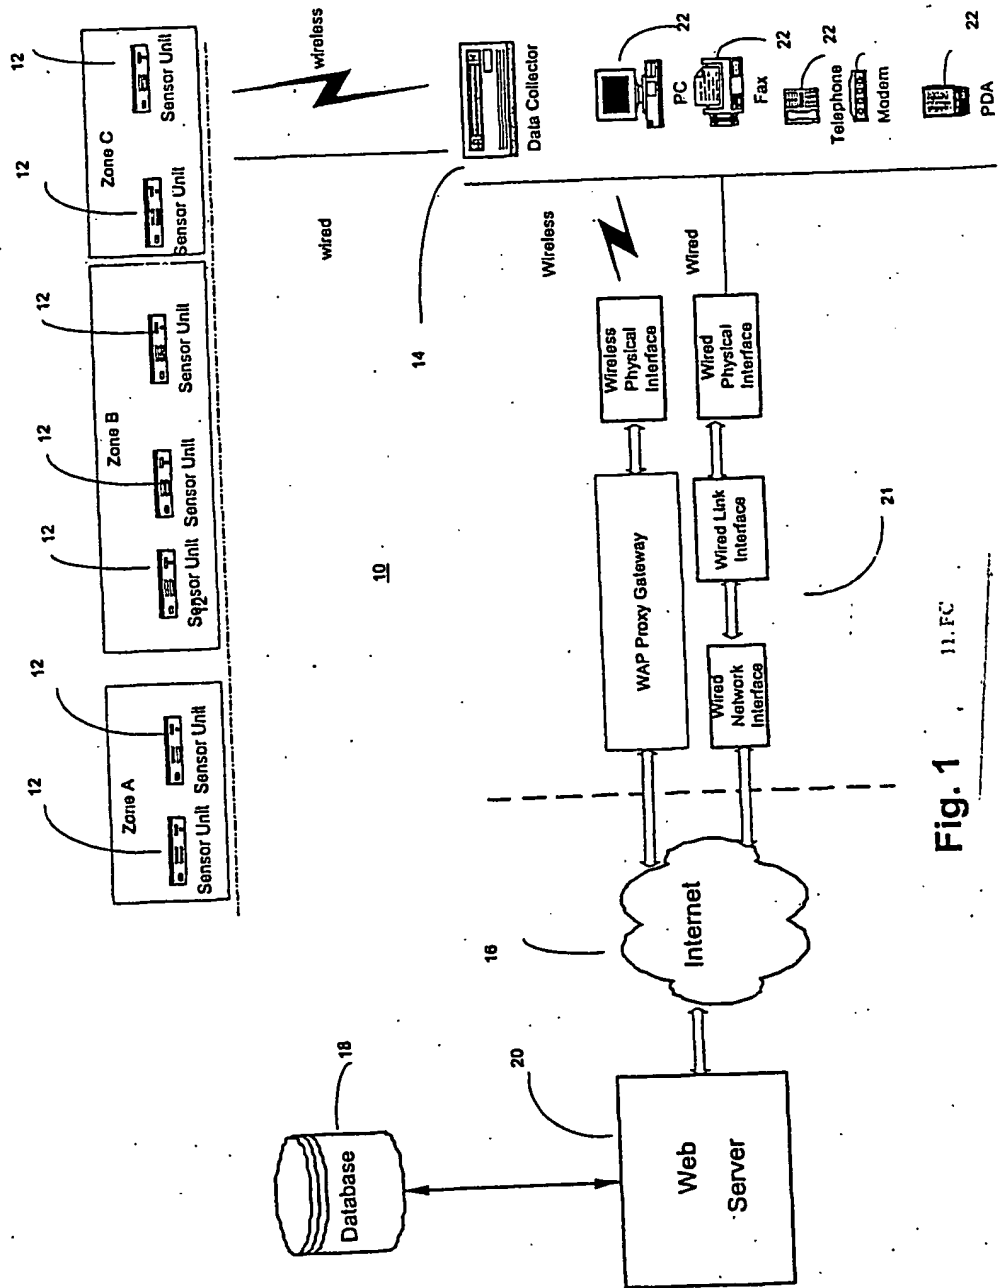 12
12
12
12
12
12
12
Zone A
Zone B
Zone C
Sensor Unit
Sensor Unit
Sensor Unit
12
Sensor Unit
Sensor Unit
Sensor Unit
Sensor Unit
wired
wireless
10
18
Database
14
Data Collector
16
20
Wireless
22
PC
Web
Server
Internet
WAP Proxy Gateway
Wireless
Physical
Interface
Wired
22
Fax
Wired
Network
Interface
Wired Link
Interface
Wired
Physical
Interface
22
Telephone
Modem
21
22
PDA
Fig. 1
11. FC